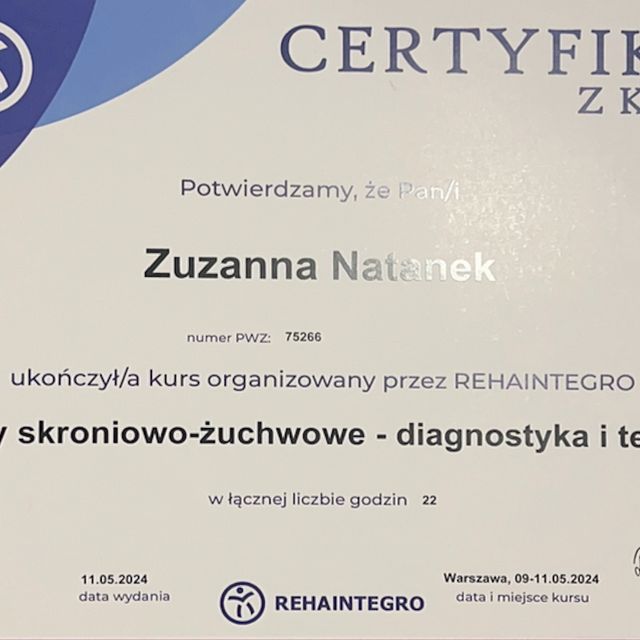 CERTYFIK
Z K
Potwierdzamy, że Pan/i
Zuzanna Natanek
numer PWZ: 75266
ukończył/a kurs organizowany przez REHAINTEGRO
y skroniowo-żuchwowe - diagnostyka i te
w łącznej liczbie godzin 22
11.05.2024
data wydania
REHAINTEGRO
Warszawa, 09-11.05.2024
data i miejsce kursu